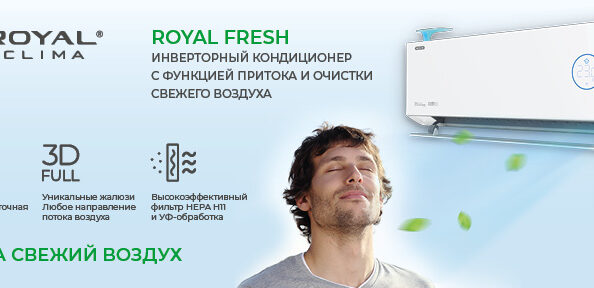 ROYAL®
CLIMA
ROYAL FRESH
ИНВЕРТОРНЫЙ КОНДИЦИОНЕР
С ФУНКЦИЕЙ ПРИТОКА И ОЧИСТКИ
СВЕЖЕГО ВОЗДУХА
3D
FULL
точная
Уникальные жалюзи
Любое направление
потока воздуха
Высокоэффективный
фильтр HEPA H11
и УФ-обработка
А СВЕЖИЙ ВОЗДУХ